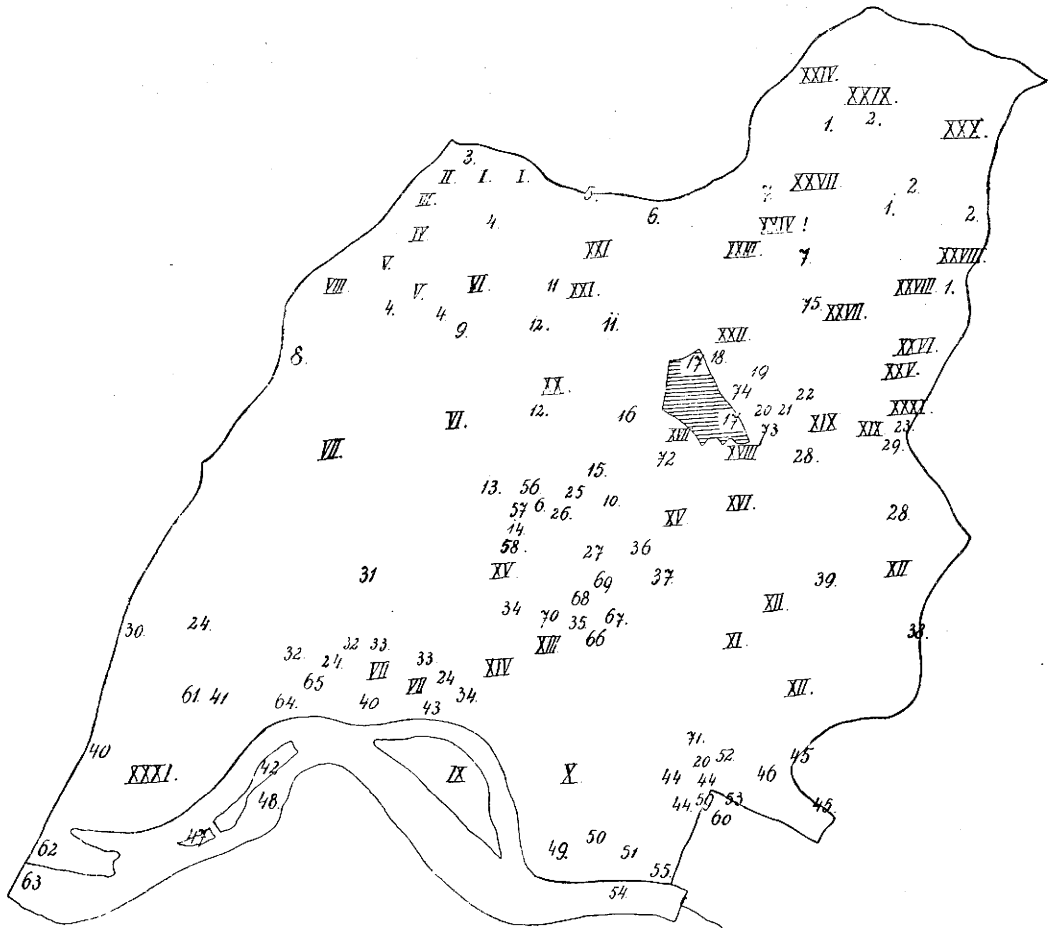 XXIV.
XXIX.
1. 2.
XXX.
3.
II. I. I.
XXVII
2.
III.
5.
7.
1.
6.
2.
4.
IV
XXI
7.
XXVIII.
V.
VIII
V.
VI
11
XXI.
XXVIII 1.
4. 4.
75. XXVII.
9. 12. 11.
XXII.
XXVI.
8.
17 18.
19
XXV.
XX
74
22
12. 16
20 21
XXXI.
VI.
17
XIX
XIX 23
73
XVII
VII.
29.
72 XVIII 28.
15.
13. 56 25
57 6. 26. 10.
XVI.
XV
28.
14.
58.
27 36
XV
XII
31
69 37.
39.
68
XII.
34 70 35. 67.
24.
30.
66
38.
32 33.
XIII
XI.
32. 24.
VII
33.
XIV
65
VII 24
XII.
61. 41 64. 40 43 34.
71.
40
20 52.
45
42
XXXI.
IX
X.
44 44 46
48.
44. 59 53 45.
60
47
50
62
49. 51
63
55.
54.